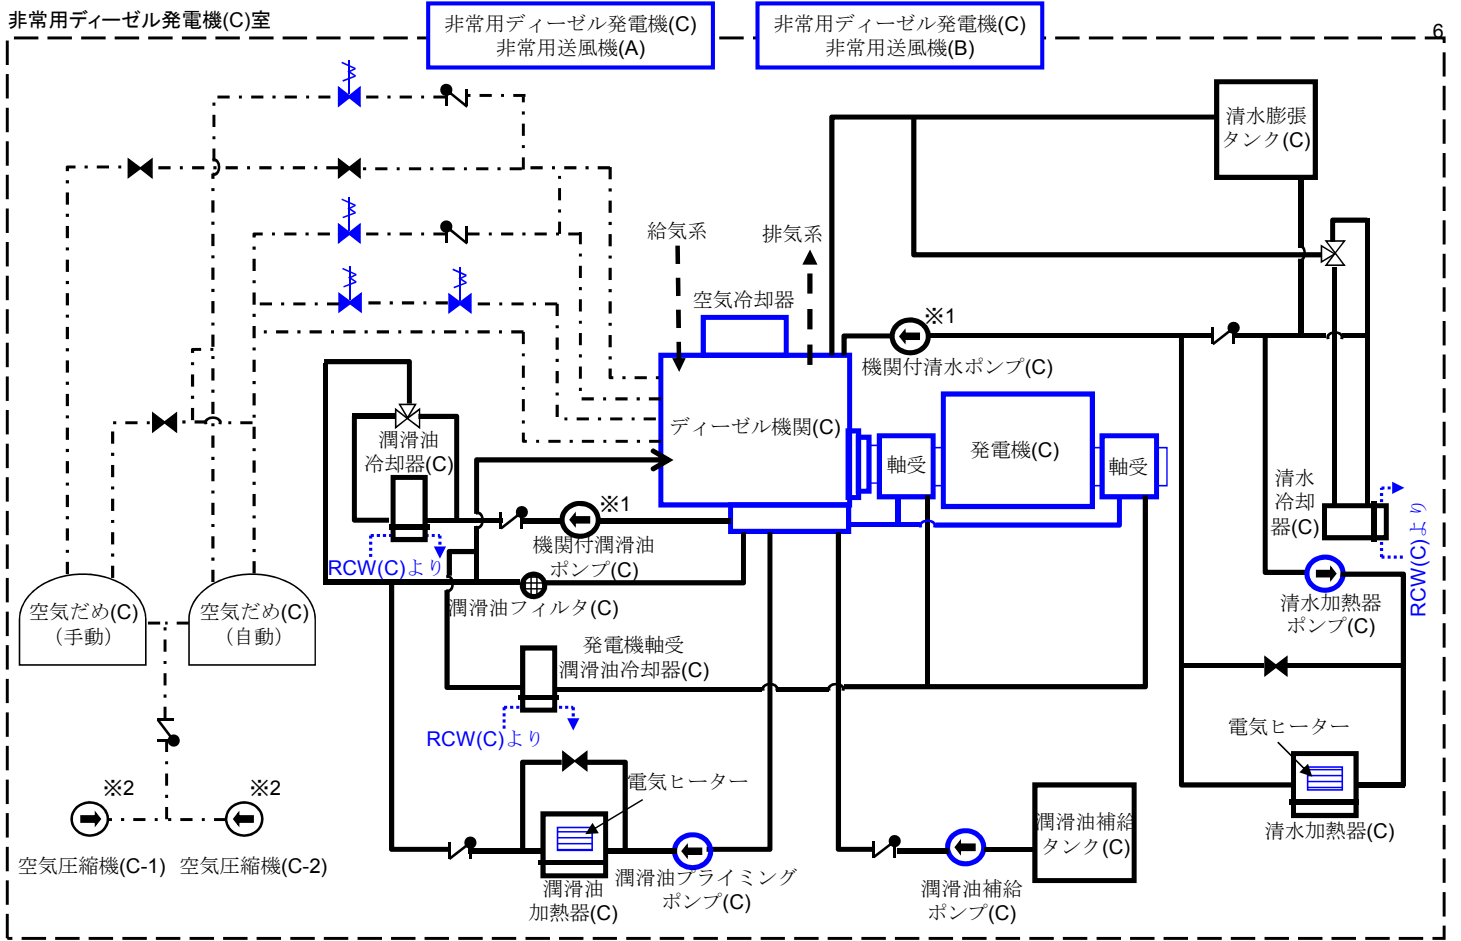 非常用ディーゼル発電機(C)室
非常用ディーゼル発電機(C)
非常用送風機(A)
非常用ディーゼル発電機(C)
非常用送風機(B)
6
清水膨張
タンク(C)
給気系
排気系
空気冷却器
※1
機関付清水ポンプ(C)
ディーゼル機関(C)
軸受
発電機(C)
軸受
潤滑油
冷却器(C)
※1
機関付潤滑油
ポンプ(C)
RCW(C)より
清水
冷却
器(C)
RCW(C)より
潤滑油フィルタ(C)
清水加熱器
ポンプ(C)
空気だめ(C)
（手動）
空気だめ(C)
（自動）
発電機軸受
潤滑油冷却器(C)
RCW(C)より
電気ヒーター
清水加熱器(C)
電気ヒーター
※2
※2
空気圧縮機(C-1)
空気圧縮機(C-2)
潤滑油
加熱器(C)
潤滑油プライミング
ポンプ(C)
潤滑油補給
タンク(C)
潤滑油補給
ポンプ(C)